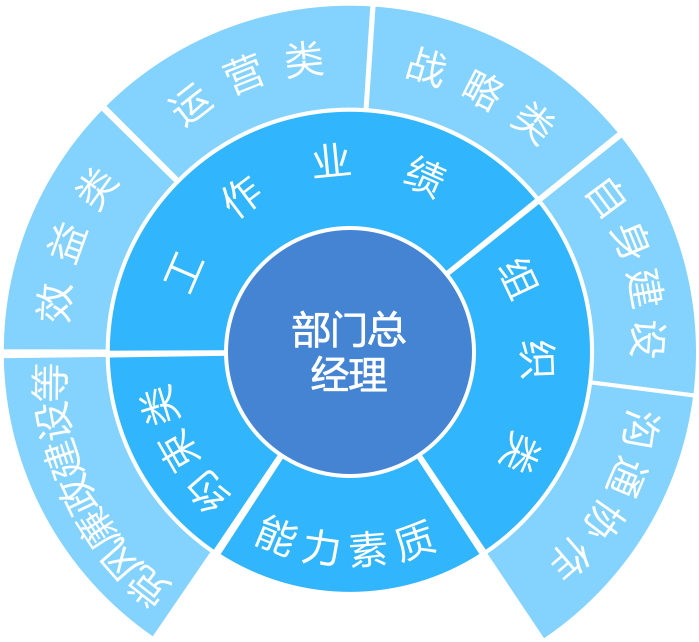 部门总
经理
工作业绩
组织类
能力素质
约束类
效益类
运营类
战略类
自身建设
沟通协作
党风廉政建设等